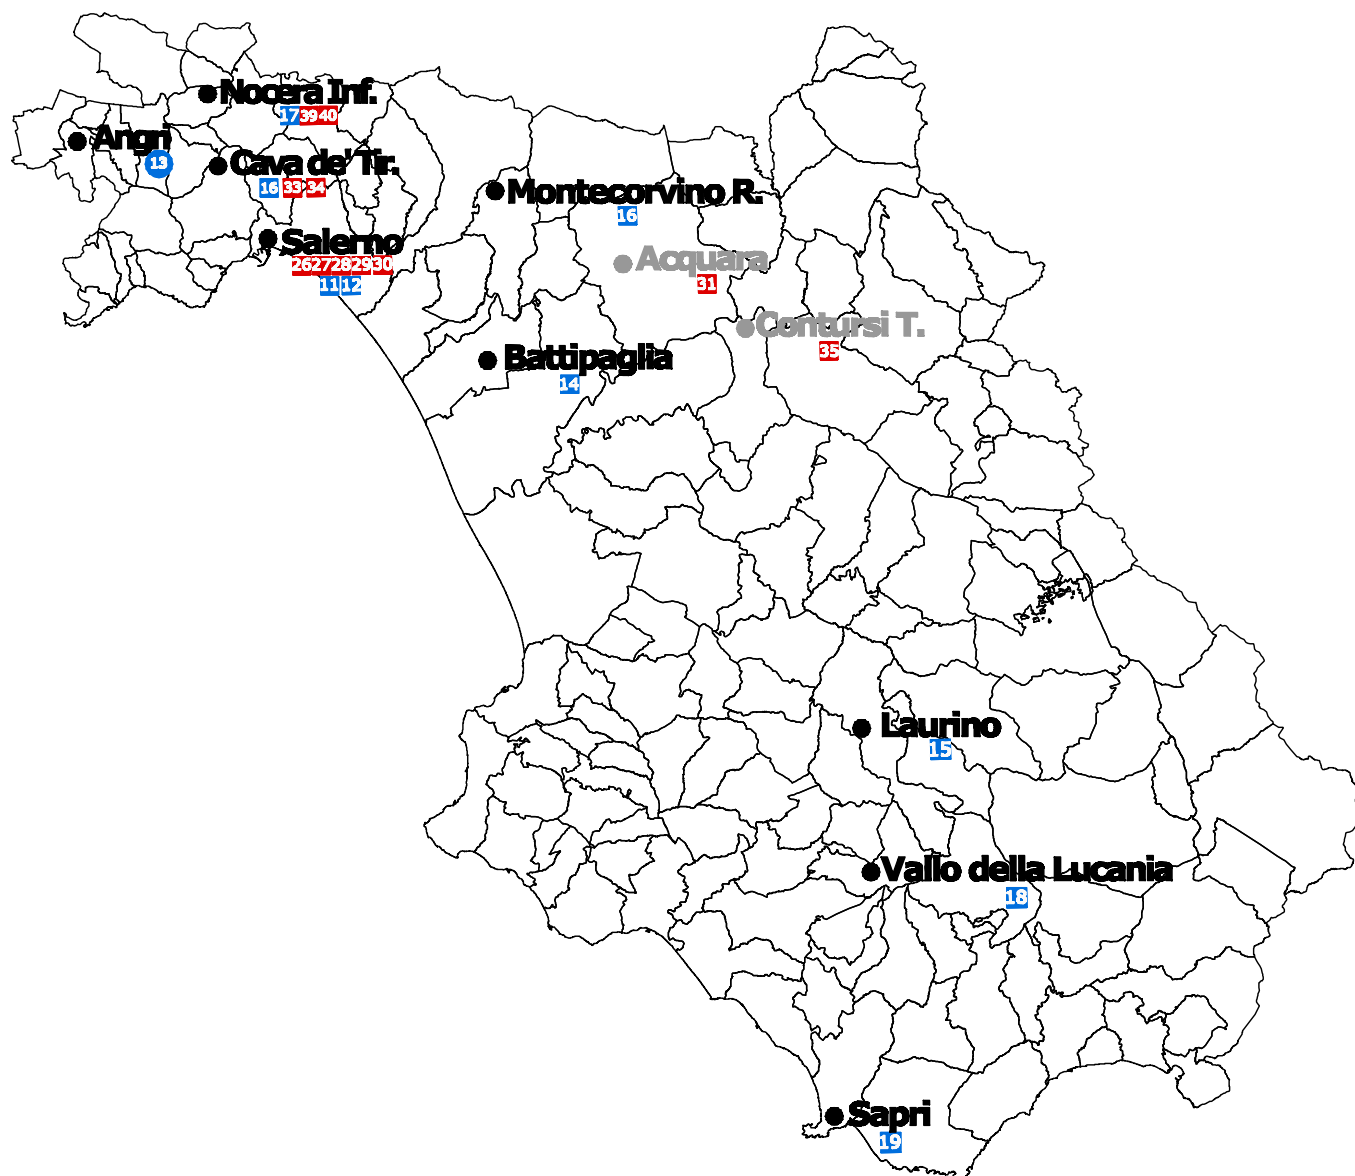 Nocera Inf.
17 39 40
Angri
13
Cava de' Tir.
16 33 34
Montecorvino R.
16
Salerno
26 27 28 29 30
11 12
Acquara
31
Contursi T.
35
Battipaglia
14
Laurino
15
Vallo della Lucania
18
Sapri
19